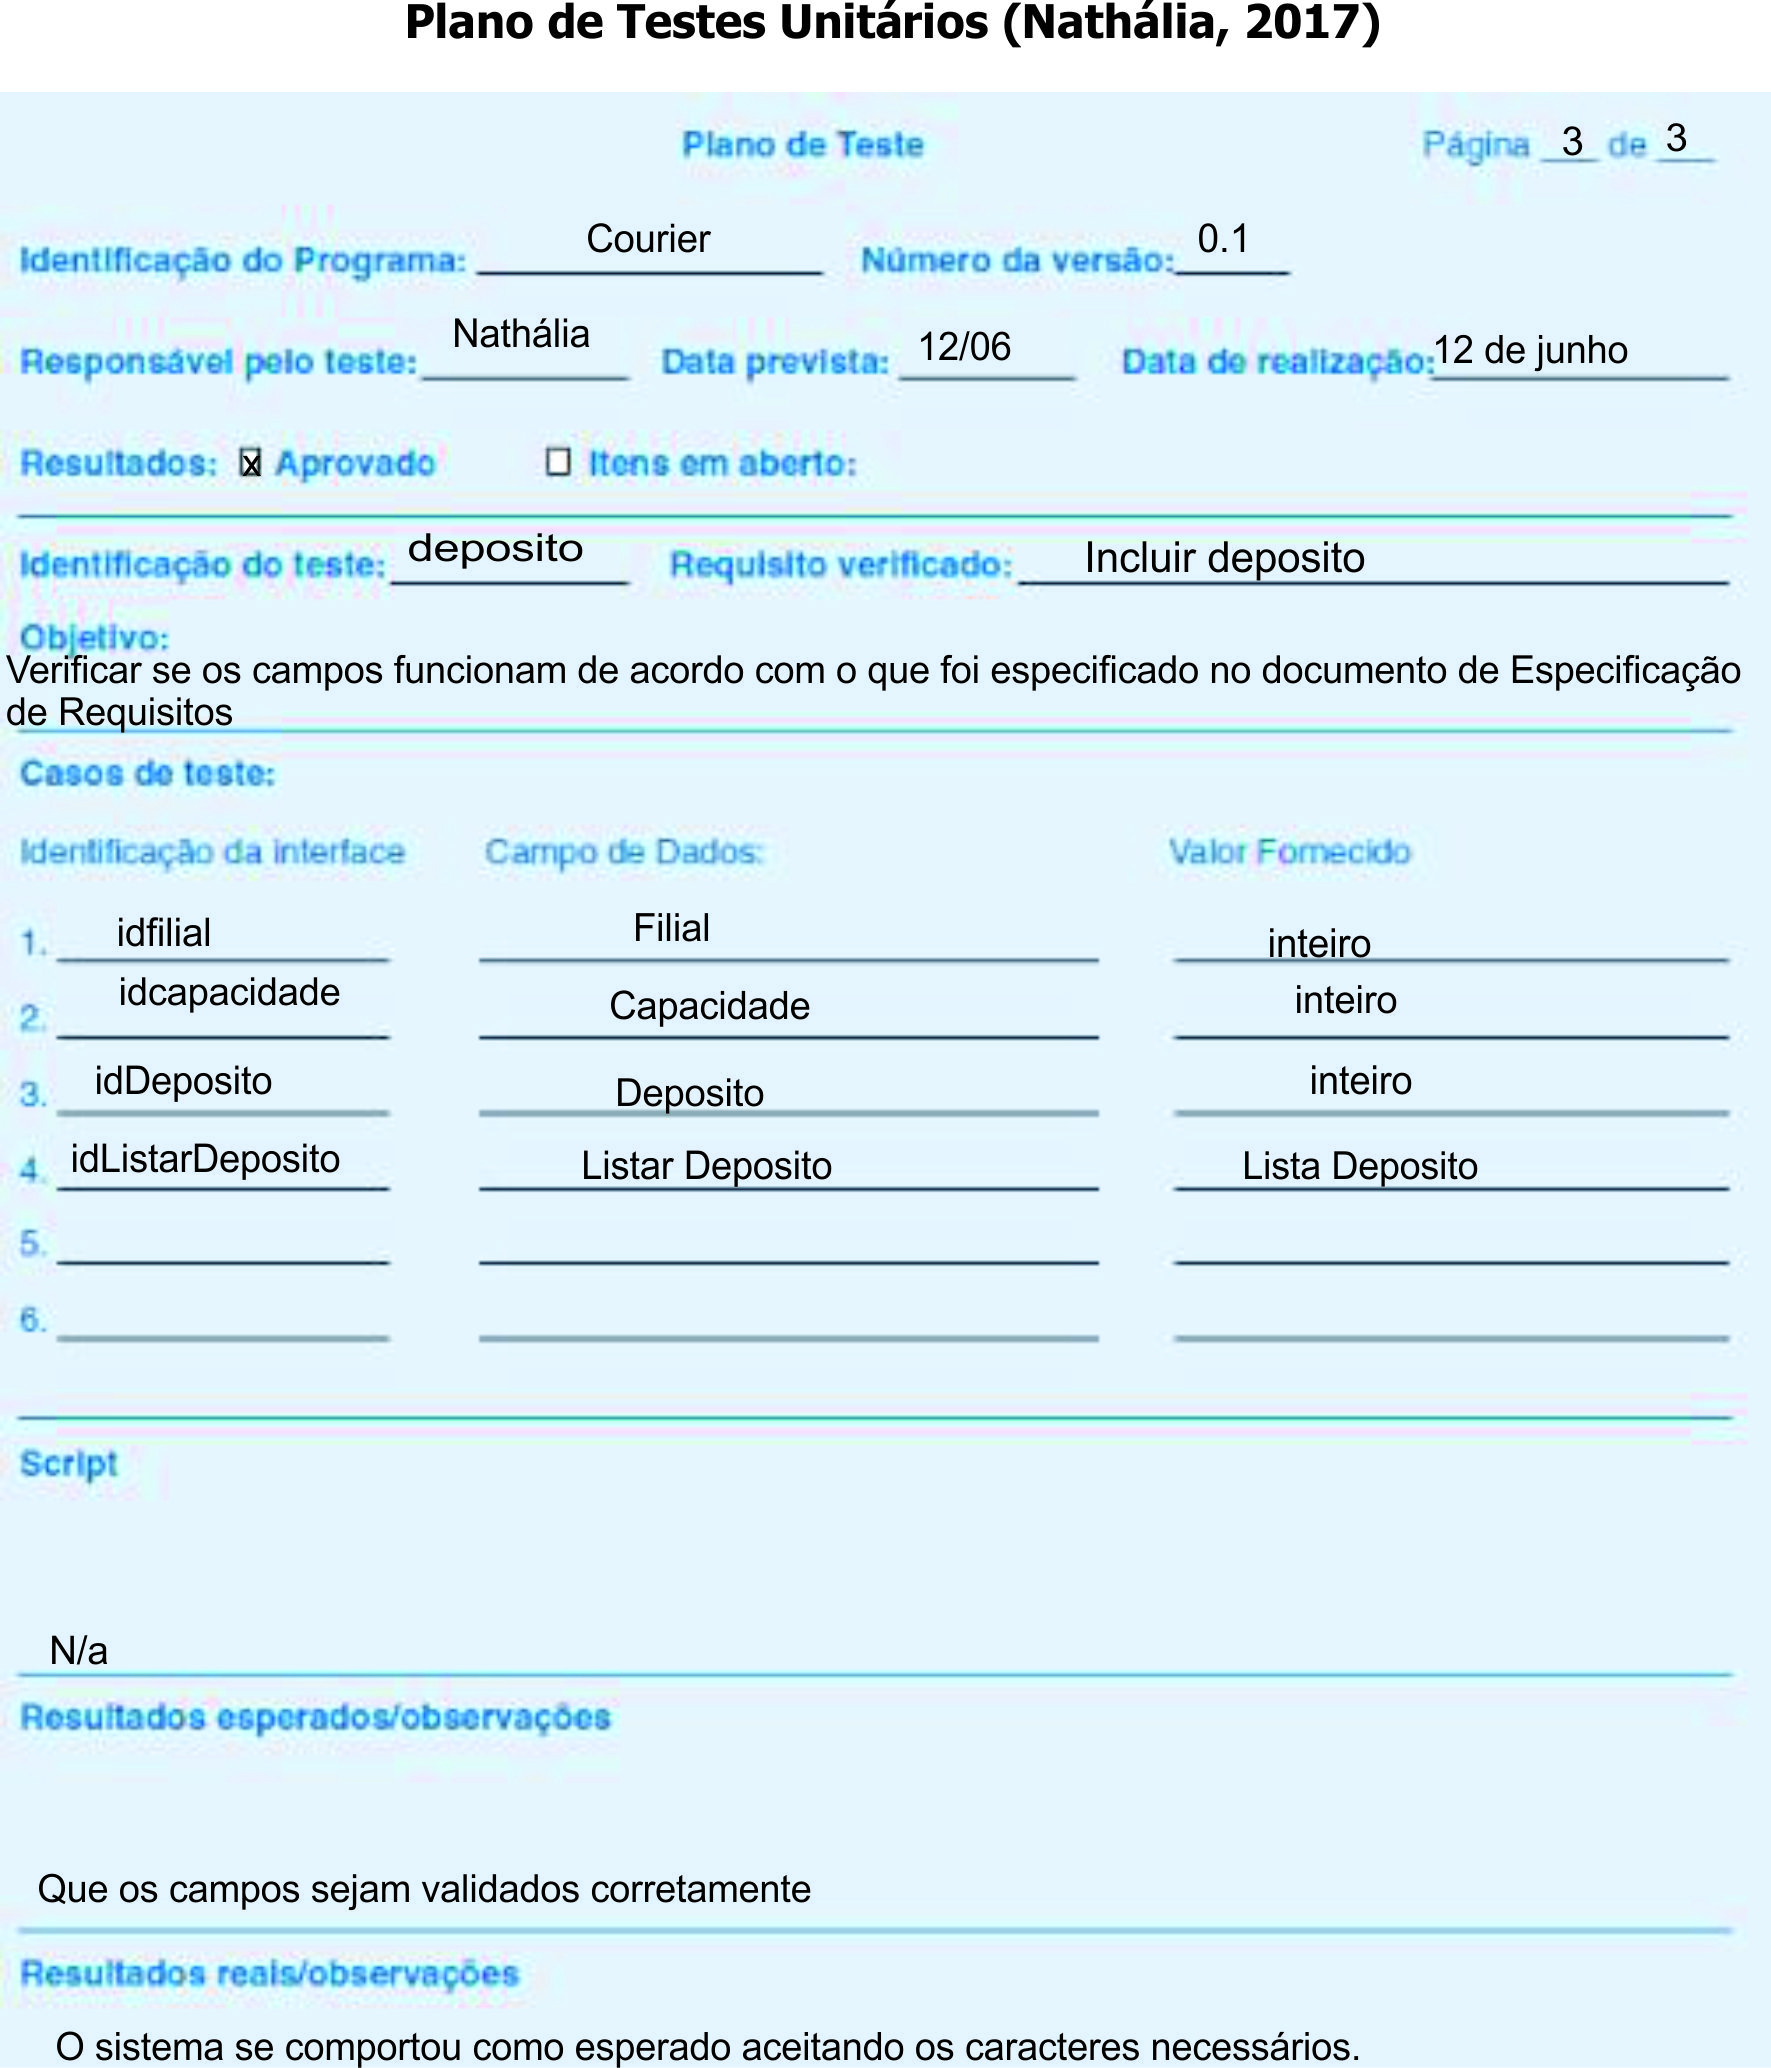 Plano de Testes Unitários (Nathália, 2017)
Plano de Teste Página 3 de 3
Identificação do Programa: Courier Número da versão: 0.1
Responsável pelo teste: Nathália Data prevista: 12/06 Data de realização: 12 de junho
Resultados: x Aprovado Itens em aberto:
Identificação do teste: deposito Requisito verificado: Incluir deposito
Objetivo:
Verificar se os campos funcionam de acordo com o que foi especificado no documento de Especificação
de Requisitos
Casos de teste:
Identificação da interface Campo de Dados: Valor Fornecido
1. idfilial Filial inteiro
2. idcapacidade Capacidade inteiro
3. idDeposito Deposito inteiro
4. idListarDeposito Listar Deposito Lista Deposito
5.
6.
Script
N/a
Resultados esperados/observações
Que os campos sejam validados corretamente
Resultados reais/observações
O sistema se comportou como esperado aceitando os caracteres necessários.